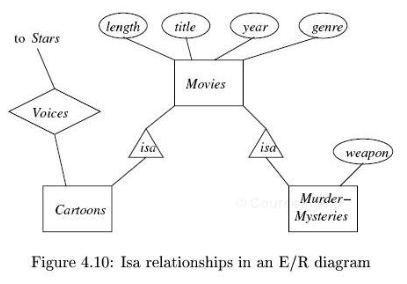 length
title
year
genre
to Stars
Movies
Voices
isa
isa
weapon
Cartoons
Murder-
Mysteries
Figure 4.10: Isa relationships in an E/R diagram